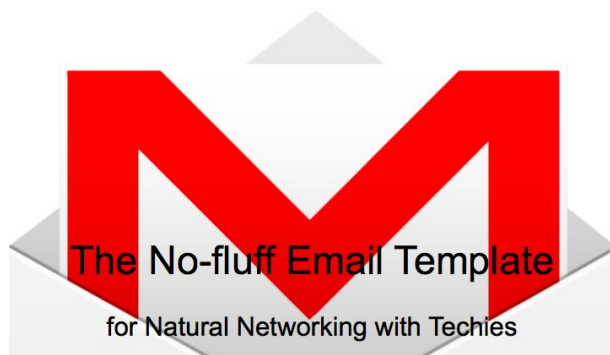 The No-fluff Email Template
for Natural Networking with Techies